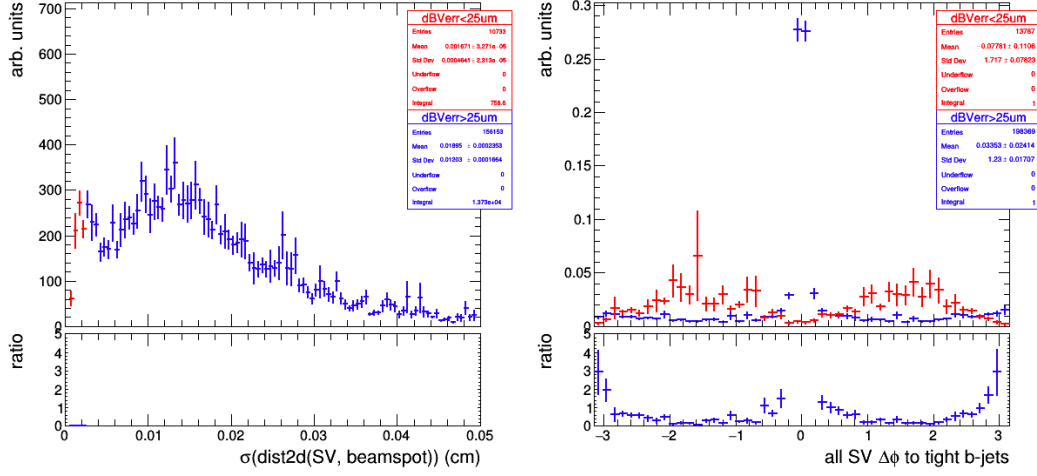 arb. units
700
600
500
400
300
200
100
0
dBVerr<25um
Entries 10733
Mean 0.001671 ± 3.271e-05
Std Dev 0.0004641 ± 2.313e-05
Underflow 0
Overflow 0
Integral 758.6
dBVerr>25um
Entries 156153
Mean 0.01895 ± 0.0002353
Std Dev 0.01203 ± 0.0001664
Underflow 0
Overflow 0
Integral 1.373e+04
ratio
5
4
3
2
1
0
0 0.01 0.02 0.03 0.04 0.05
σ(dist2d(SV, beamspot)) (cm)
arb. units
0.3
0.25
0.2
0.15
0.1
0.05
0
dBVerr<25um
Entries 13787
Mean -0.07781 ± 0.1106
Std Dev 1.717 ± 0.07823
Underflow 0
Overflow 0
Integral 1
dBVerr>25um
Entries 198369
Mean 0.03353 ± 0.02414
Std Dev 1.23 ± 0.01707
Underflow 0
Overflow 0
Integral 1
ratio
5
4
3
2
1
0
−3 −2 −1 0 1 2 3
all SV Δϕ to tight b-jets